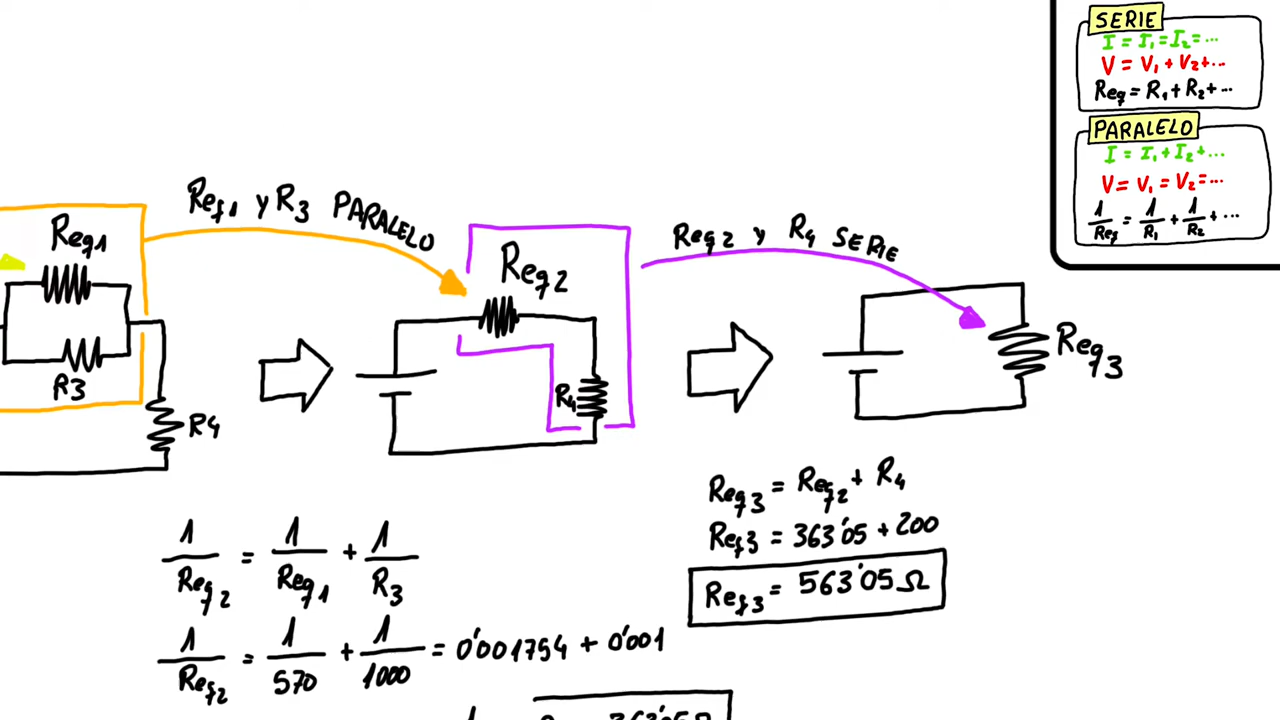 SERIE
I = I₁ = I₂ = ...
V = V₁ + V₂ + ...
Req = R₁ + R₂ + ...
PARALELO
I = I₁ + I₂ + ...
V = V₁ = V₂ = ...
1/Req = 1/R₁ + 1/R₂ + ...
Req1 y R3 PARALELO
Req2 y R4 SERIE
Req1
R3
R4
Req2
R4
Req3
1/Req2 = 1/Req1 + 1/R3
1/Req2 = 1/570 + 1/1000 = 0'001754 + 0'001
Req3 = Req2 + R4
Req3 = 363'05 + 200
Req3 = 563'05 Ω